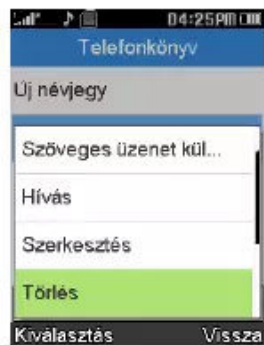 04:25PM
Telefonkönyv
Új névjegy
Szöveges üzenet kül...
Hívás
Szerkesztés
Törlés
Kiválasztás Vissza